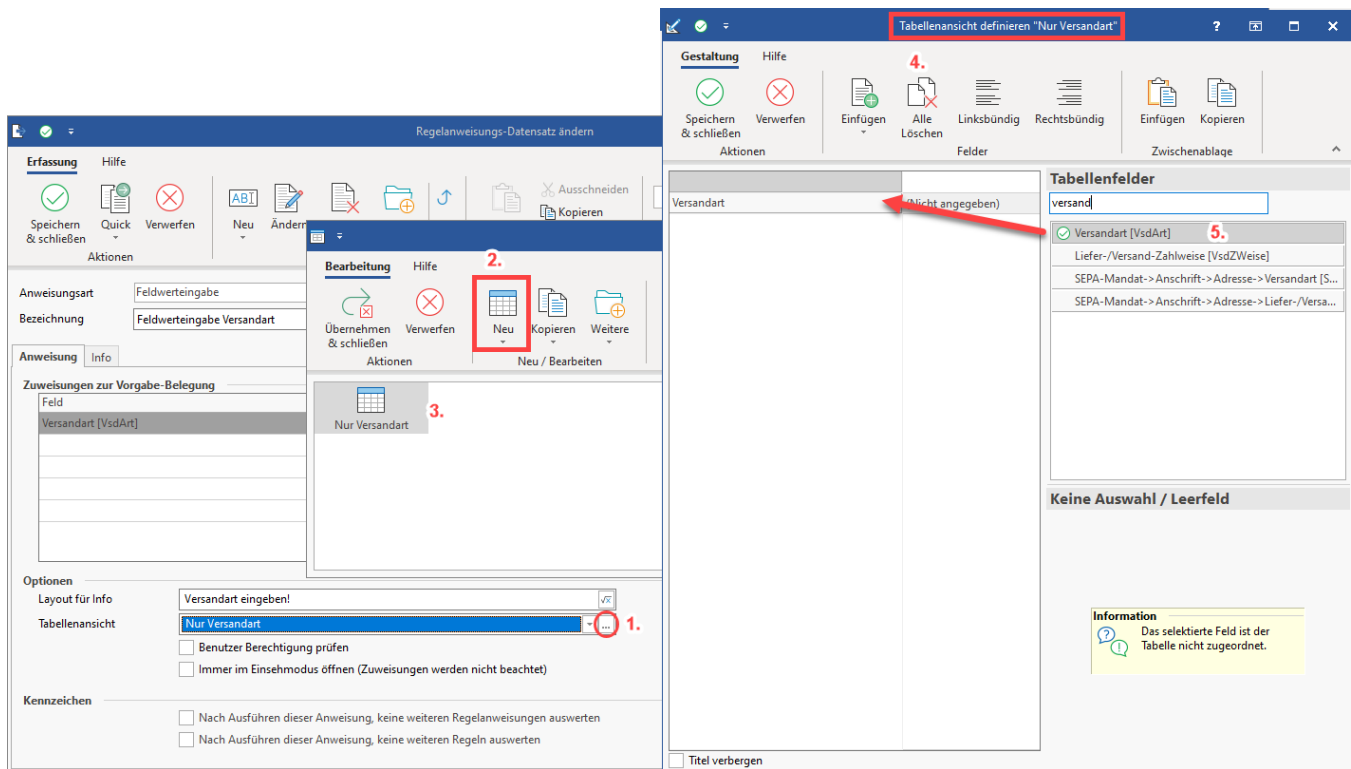 Regelanweisungs-Datensatz ändern
Erfassung Hilfe
Speichern & schließen
Quick
Verwerfen
Neu
Ändern
Ausschneiden
Kopieren
Aktionen
Anweisungsart Feldwerteingabe
Bezeichnung Feldwerteingabe Versandart
Anweisung Info
Zuweisungen zur Vorgabe-Belegung
Feld
Versandart [VsdArt]
Optionen
Layout für Info Versandart eingeben!
Tabellenansicht Nur Versandart ... 1.
Benutzer Berechtigung prüfen
Immer im Einsehmodus öffnen (Zuweisungen werden nicht beachtet)
Kennzeichen
Nach Ausführen dieser Anweisung, keine weiteren Regelanweisungen auswerten
Nach Ausführen dieser Anweisung, keine weiteren Regeln auswerten
Bearbeitung Hilfe
2.
Übernehmen & schließen
Verwerfen
Neu
Kopieren
Weitere
Aktionen Neu / Bearbeiten
Nur Versandart
3.
Tabellenansicht definieren "Nur Versandart"
?
Gestaltung Hilfe
4.
Speichern & schließen
Verwerfen
Einfügen
Alle Löschen
Linksbündig
Rechtsbündig
Einfügen
Kopieren
Aktionen Felder Zwischenablage
Versandart (Nicht angegeben)
Titel verbergen
Tabellenfelder
versand
Versandart [VsdArt] 5.
Liefer-/Versand-Zahlweise [VsdZWeise]
SEPA-Mandat->Anschrift->Adresse->Versandart [S...
SEPA-Mandat->Anschrift->Adresse->Liefer-/Versa...
Keine Auswahl / Leerfeld
Information
Das selektierte Feld ist der
Tabelle nicht zugeordnet.